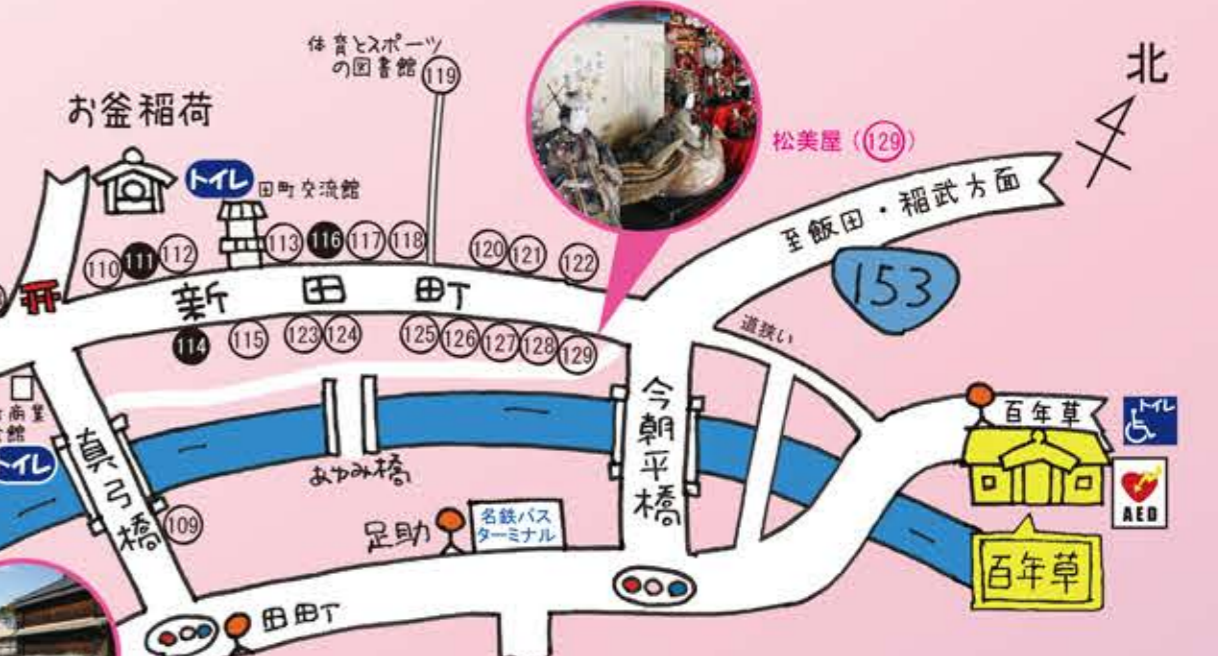 体育とスポーツ
の図書館
119
北
お釜稲荷
トイレ
田町交流館
松美屋(129)
至飯田・稲武方面
153
110
111
112
113
116
117
118
120
121
122
新田町
114
115
123
124
125
126
127
128
129
道狭い
商業
館
トイレ
真弓橋
109
あゆみ橋
今朝平橋
足助
名鉄バス
ターミナル
百年草
トイレ
AED
百年草
田町